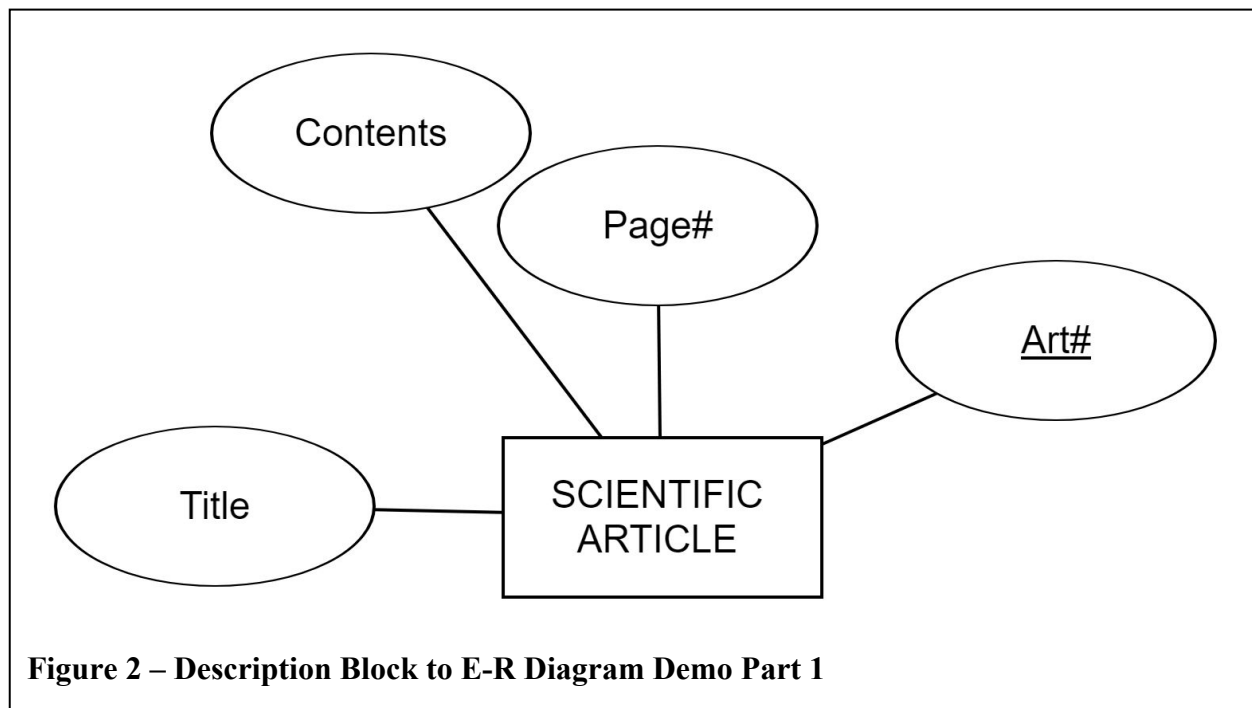 Contents
Page#
Art#
Title
SCIENTIFIC
ARTICLE
Figure 2 – Description Block to E-R Diagram Demo Part 1